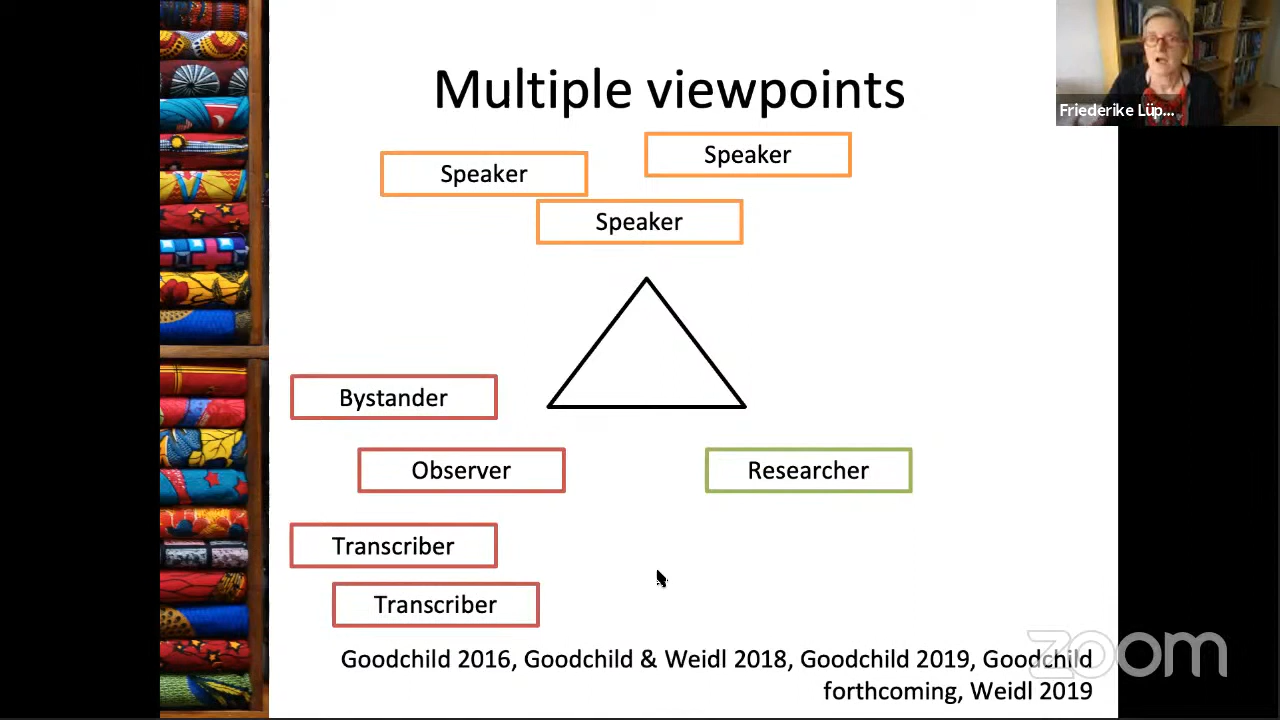 Multiple viewpoints
Friederike Lüp...
Speaker
Speaker
Speaker
Bystander
Observer
Researcher
Transcriber
Transcriber
Goodchild 2016, Goodchild & Weidl 2018, Goodchild 2019, Goodchild
forthcoming, Weidl 2019
zoom